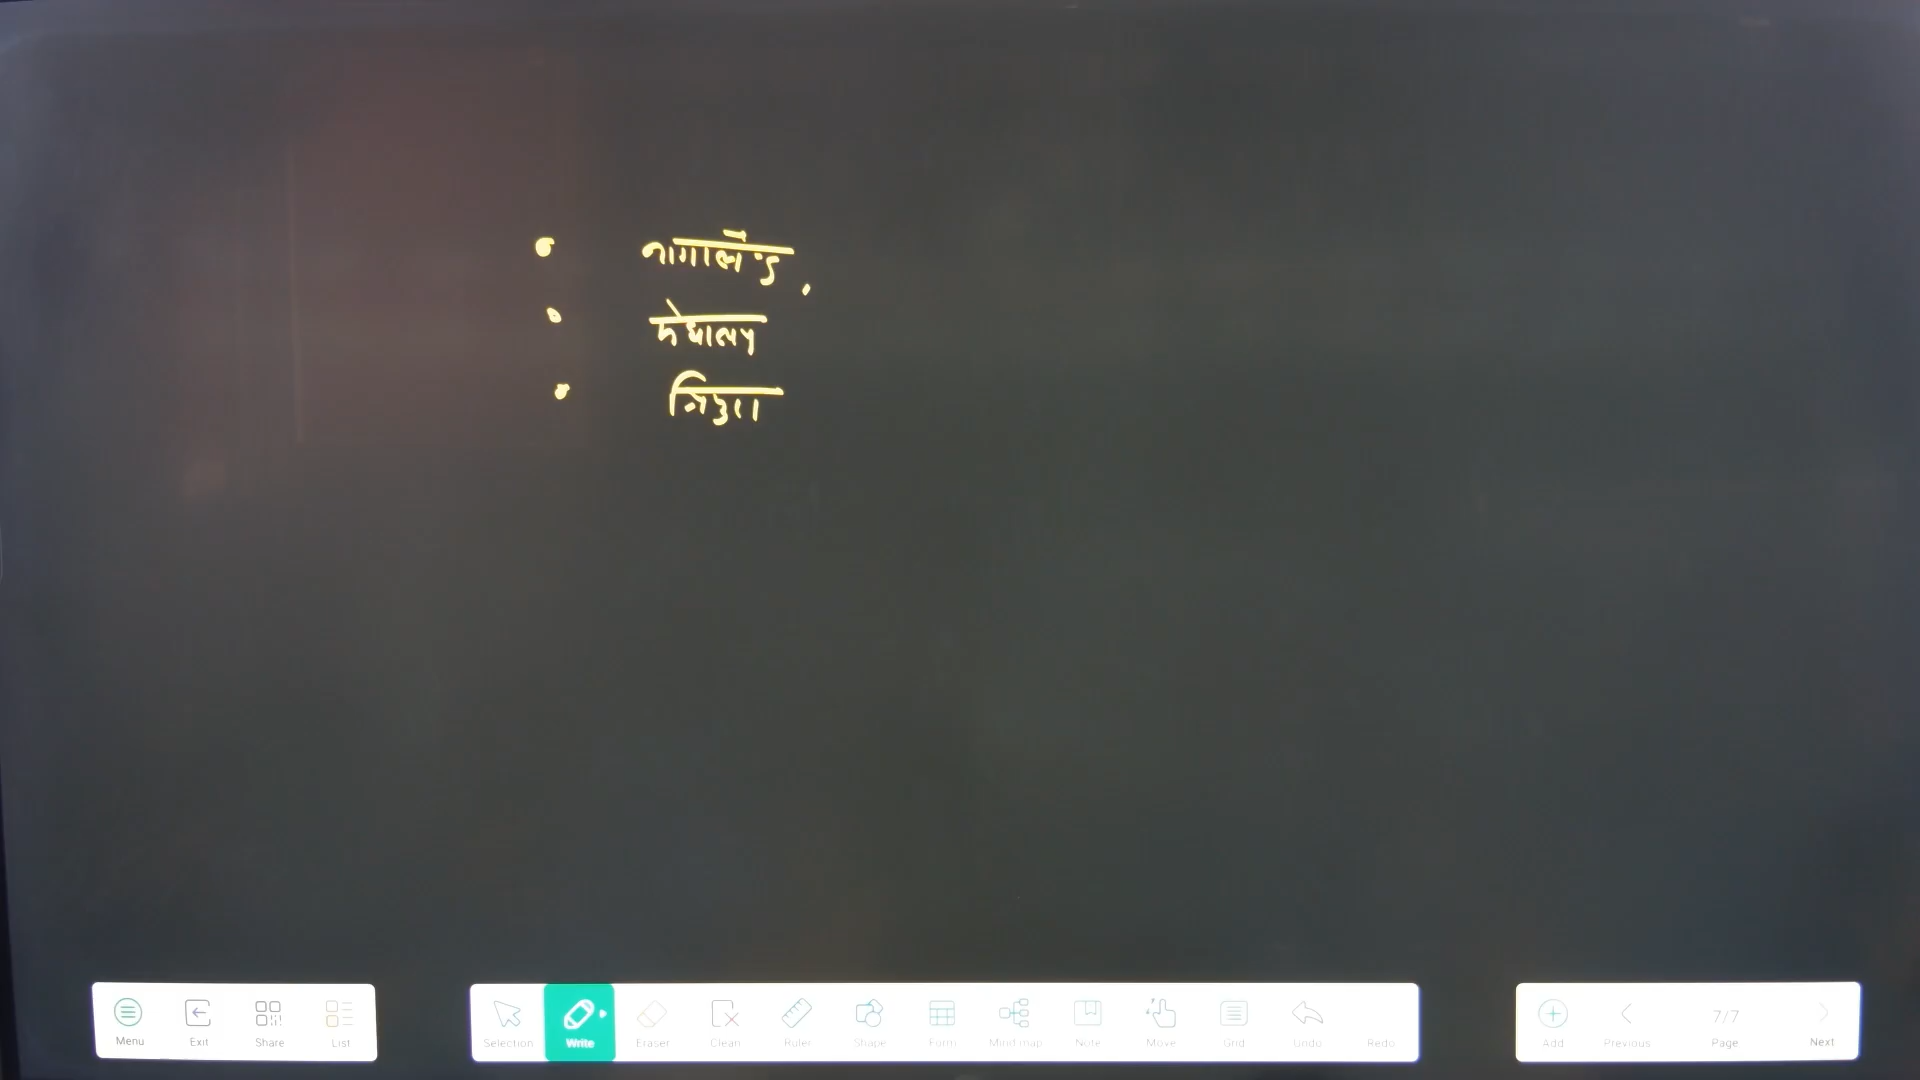 • नागालैंड,
• मेघालय
• त्रिपुरा
Menu Exit Share List Selection Write Eraser Clean Ruler Shape Form Mind map Note Move Grid Undo Redo Add Previous 7/7 Page Next